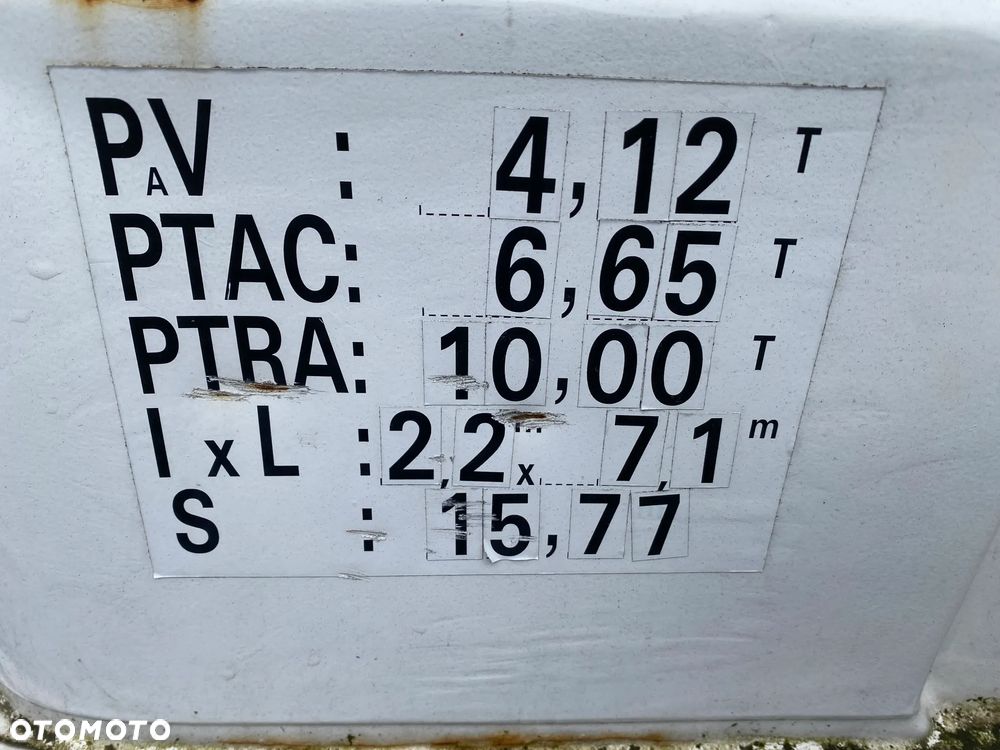 PAV : 4,12 T
PTAC: 6,65 T
PTRA: 10,00 T
l x L : 2,2 x 7,1 m
S : 15,77
OTOMOTO